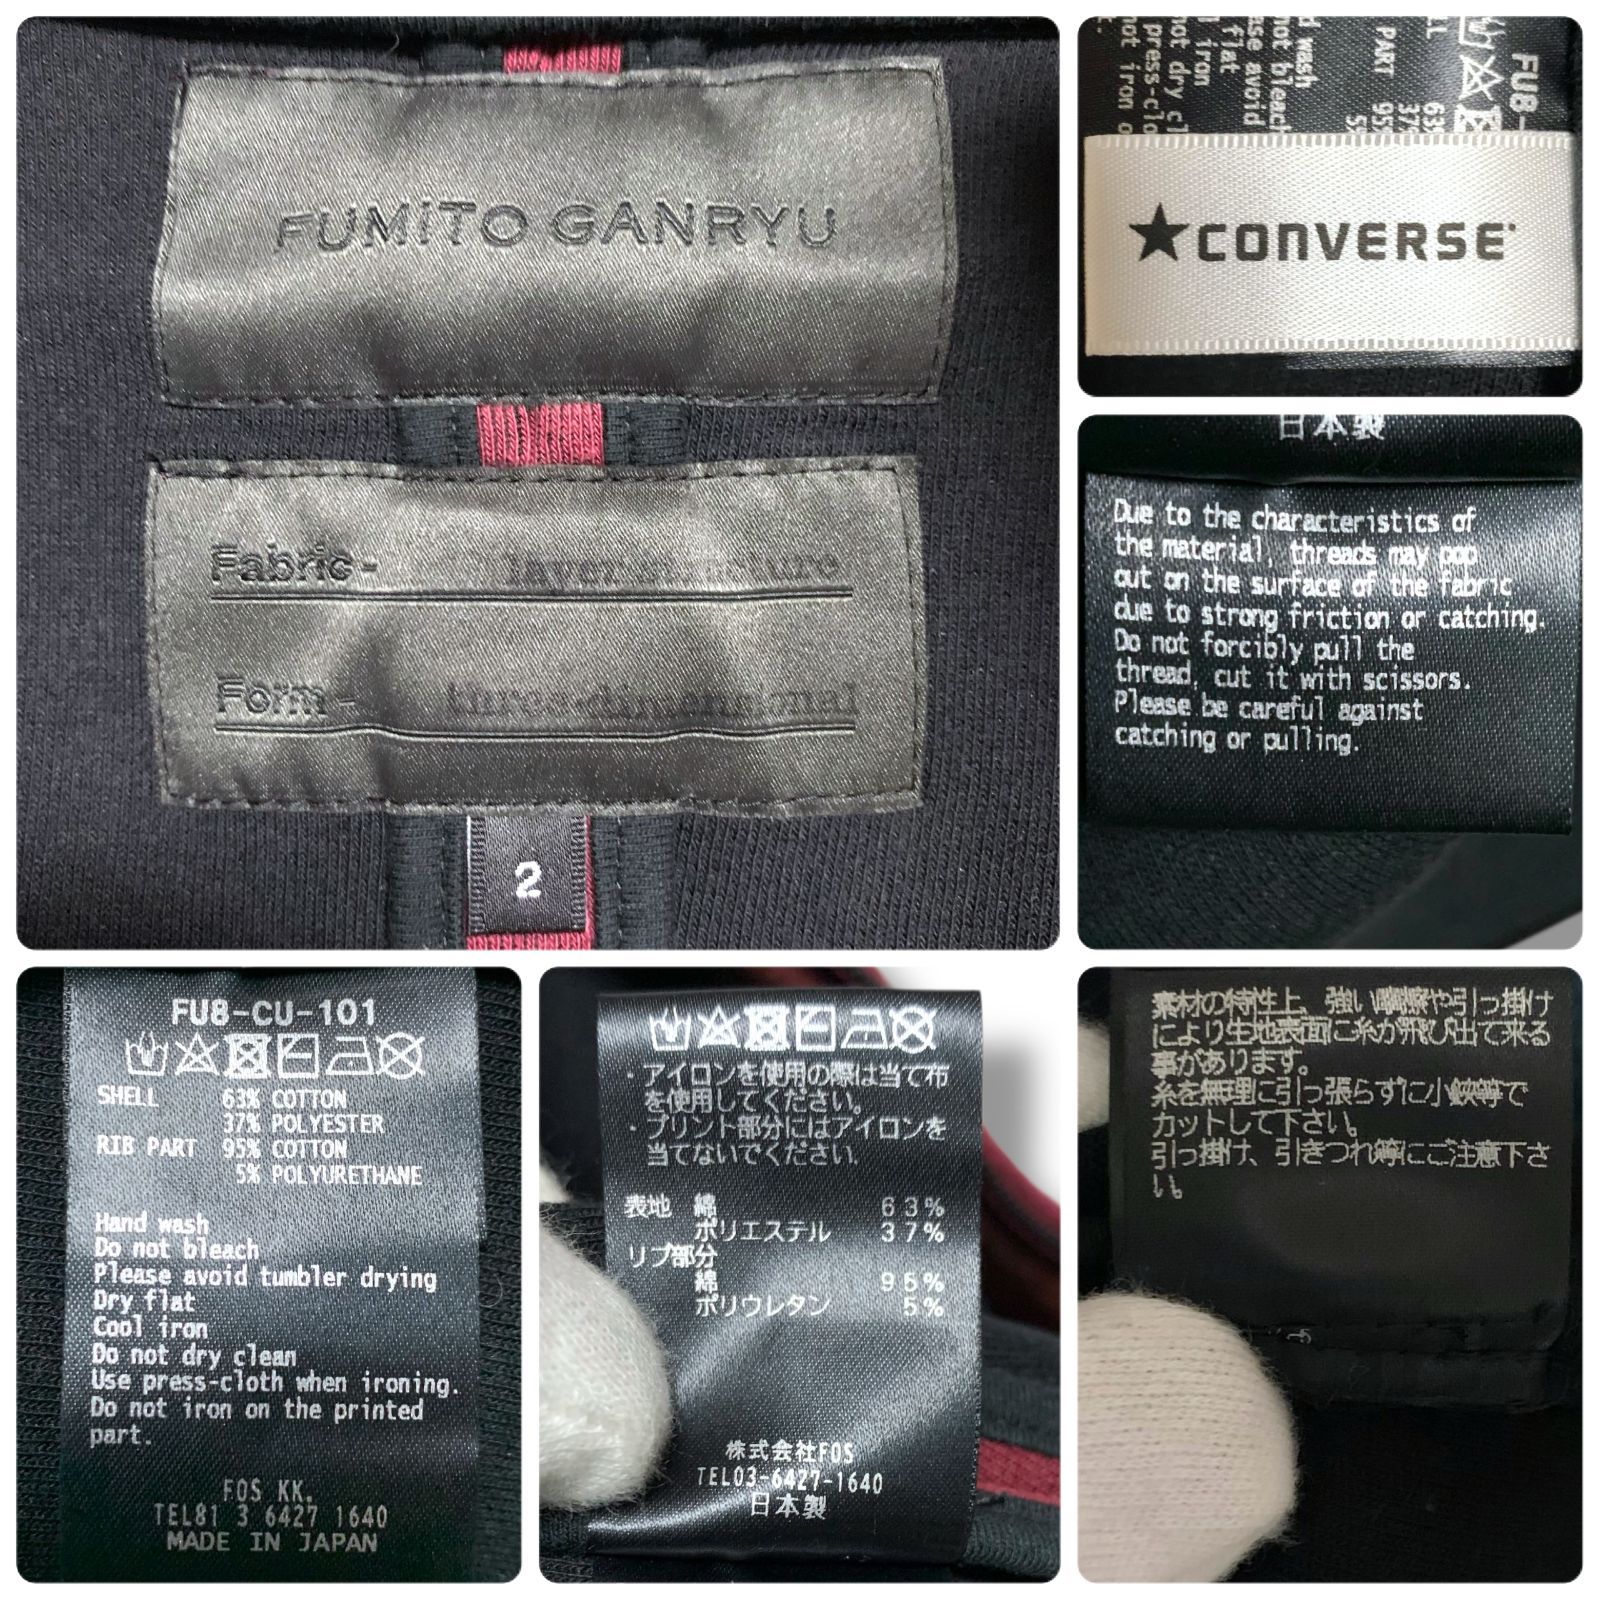 FUMiTO GANRYU
Fabric- layer structure
Form- three-dimensional
2
FU8-
PART
★CONVERSE
日本製
Due to the characteristics of
the material, threads may pop
out on the surface of the fabric
due to strong friction or catching.
Do not forcibly pull the
thread, cut it with scissors.
Please be careful against
catching or pulling.
FU8-CU-101
SHELL 63% COTTON
37% POLYESTER
RIB PART 95% COTTON
5% POLYURETHANE
Hand wash
Do not bleach
Please avoid tumbler drying
Dry flat
Cool iron
Do not dry clean
Use press-cloth when ironing.
Do not iron on the printed
part.
FOS KK.
TEL81 3 6427 1640
MADE IN JAPAN
・アイロンを使用の際は当て布
を使用してください。
・プリント部分にはアイロンを
当てないでください.
表地 綿 63%
ポリエステル 37%
リブ部分
綿 95%
ポリウレタン 5%
株式会社FOS
TEL03-6427-1640
日本製
素材の特性上、強い摩擦や引っ掛け
により生地表面に糸が飛び出て来る
事があります。
糸を無理に引っ張らずに小鋏等で
カットして下さい。
引っ掛け、引きつれ等にご注意下さ
い。